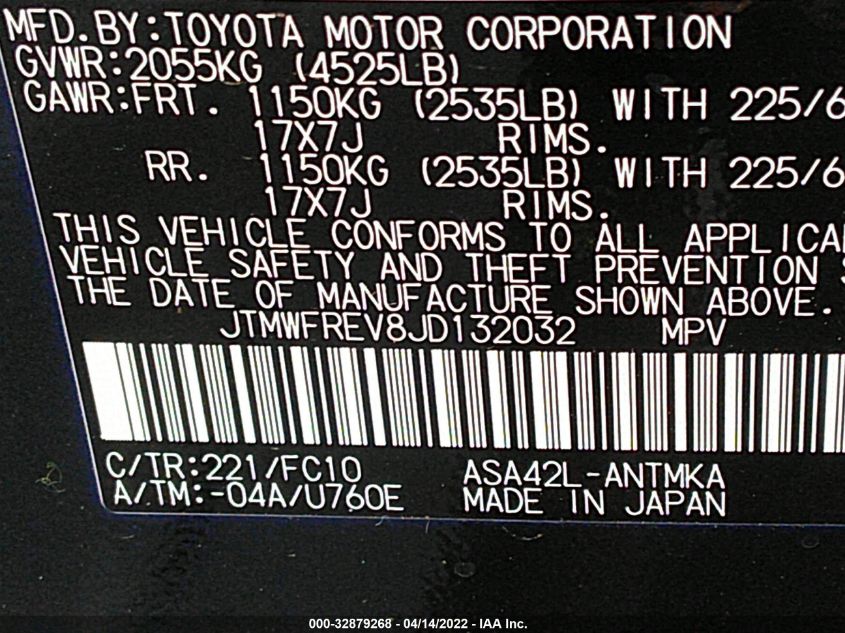 MFD.BY:TOYOTA MOTOR CORPORATION
GVWR:2055KG (4525LB)
GAWR:FRT. 1150KG (2535LB) WITH 225/6
17X7J RIMS.
RR. 1150KG (2535LB) WITH 225/6
17X7J RIMS.
THIS VEHICLE CONFORMS TO ALL APPLICA
VEHICLE SAFETY AND THEFT PREVENTION S
THE DATE OF MANUFACTURE SHOWN ABOVE.
JTMWFREV8JD132032 MPV
C/TR:221/FC10 ASA42L-ANTMKA
A/TM:-04A/U760E MADE IN JAPAN
000-32879268 - 04/14/2022 - IAA Inc.